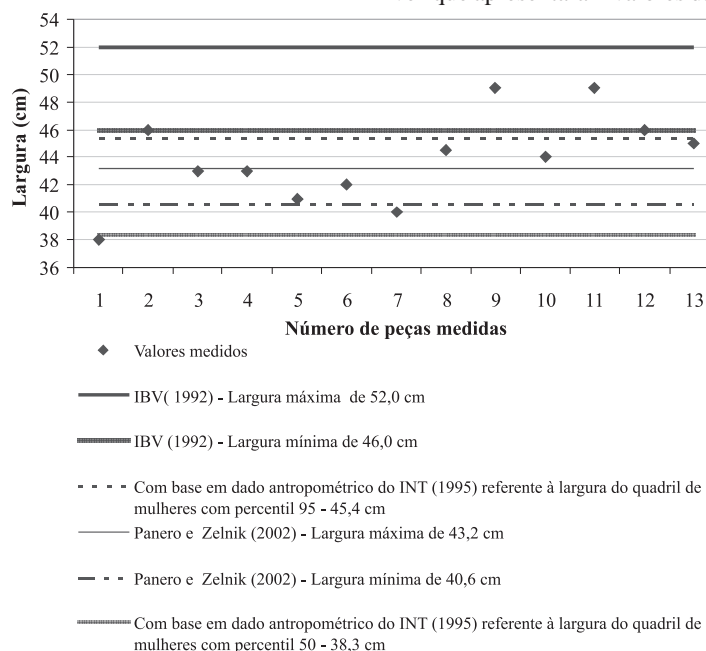 Largura (cm)
54
52
50
48
46
44
42
40
38
36
1 2 3 4 5 6 7 8 9 10 11 12 13
Número de peças medidas
Valores medidos
IBV( 1992) - Largura máxima de 52,0 cm
IBV (1992) - Largura mínima de 46,0 cm
Com base em dado antropométrico do INT (1995) referente à largura do quadril de
mulheres com percentil 95 - 45,4 cm
Panero e Zelnik (2002) - Largura máxima de 43,2 cm
Panero e Zelnik (2002) - Largura mínima de 40,6 cm
Com base em dado antropométrico do INT (1995) referente à largura do quadril de
mulheres com percentil 50 - 38,3 cm